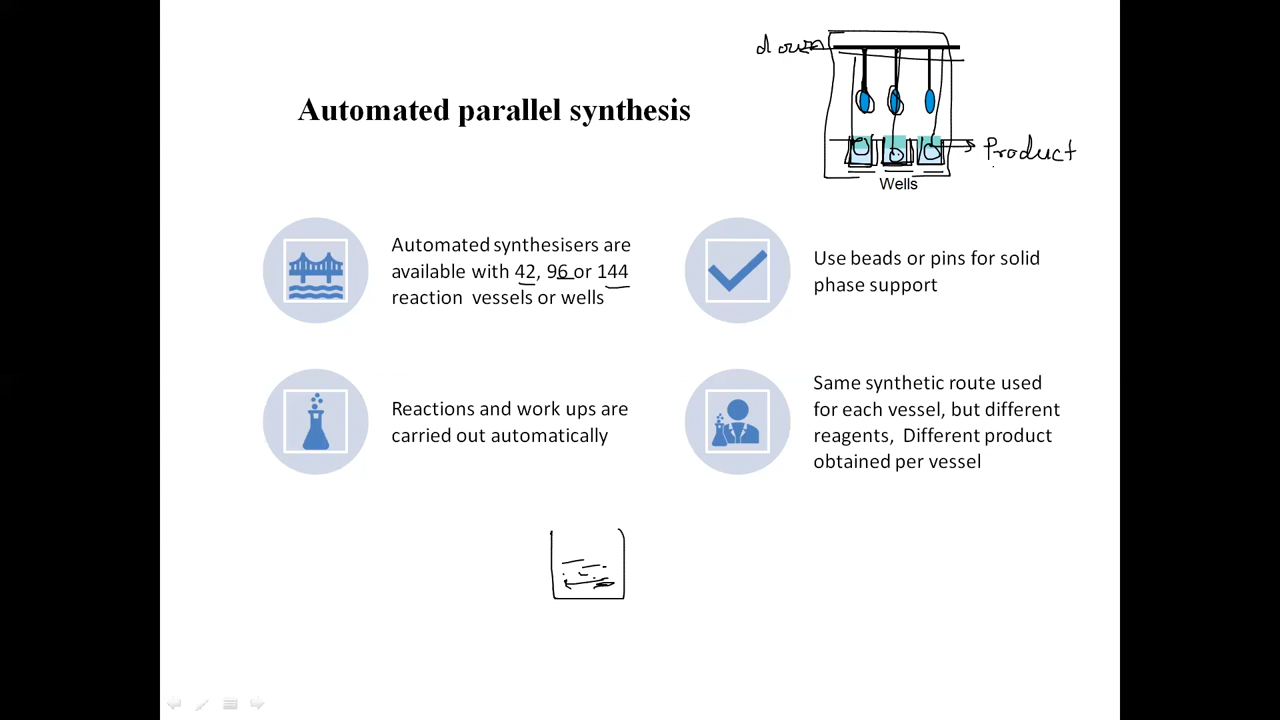 down
Automated parallel synthesis
Product
Wells
Automated synthesisers are
available with 42, 96 or 144
reaction vessels or wells
Use beads or pins for solid
phase support
Reactions and work ups are
carried out automatically
Same synthetic route used
for each vessel, but different
reagents, Different product
obtained per vessel